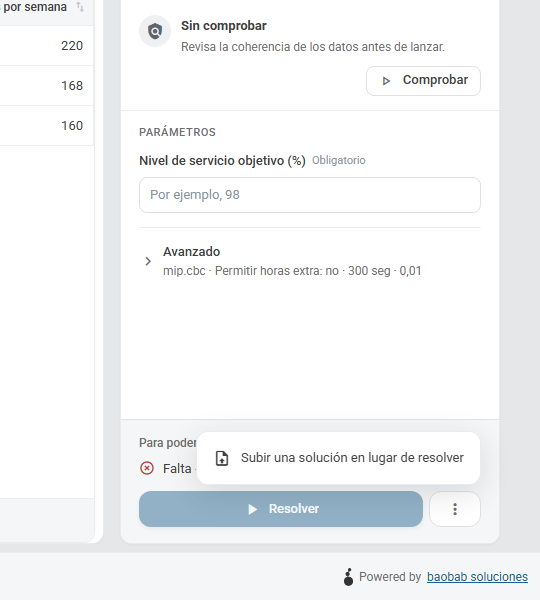 por semana
220
168
160
Sin comprobar
Revisa la coherencia de los datos antes de lanzar.
Comprobar
PARÁMETROS
Nivel de servicio objetivo (%) Obligatorio
Por ejemplo, 98
Avanzado
mip.cbc · Permitir horas extra: no · 300 seg · 0,01
Para poder
Subir una solución en lugar de resolver
Falta
Resolver
Powered by baobab soluciones